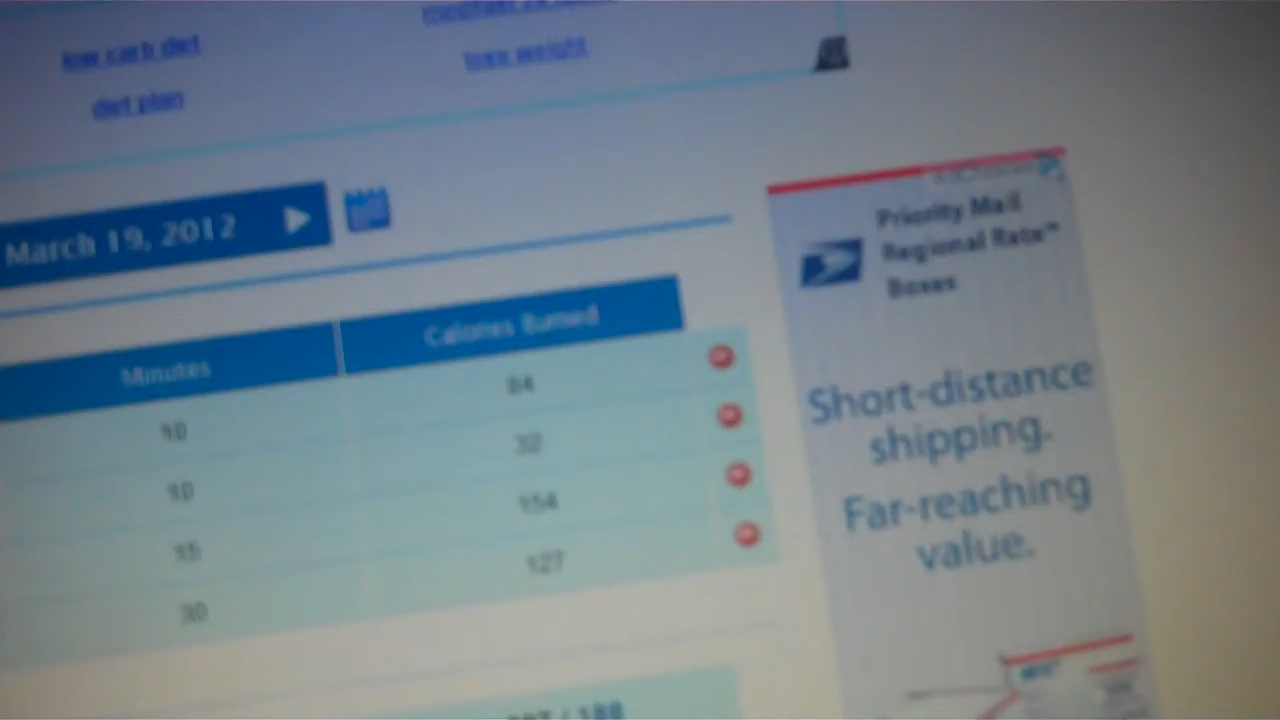 low carb diet
lose weight
diet plan
March 19, 2012
Minutes
Calories Burned
10
84
10
32
15
154
30
127
/ 188
Priority Mail
Regional Rate™
Boxes
Short-distance
shipping.
Far-reaching
value.